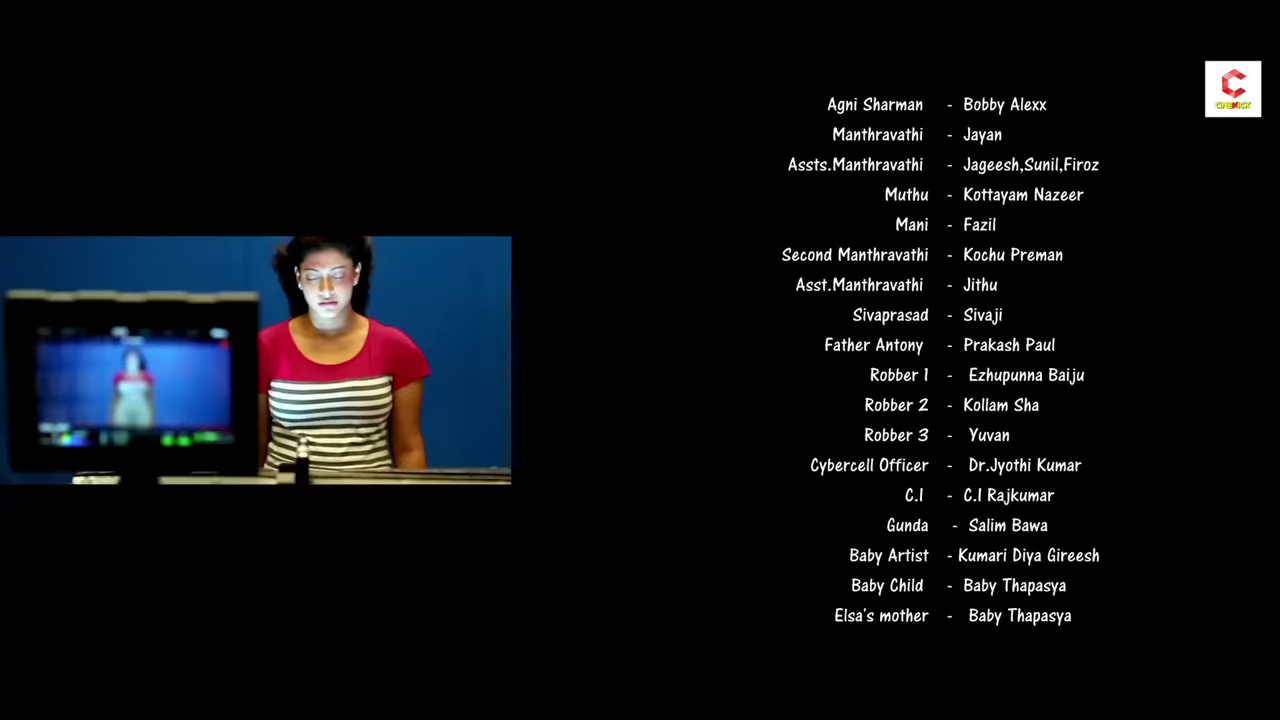 CINEKICK
Agni Sharman - Bobby Alexx
Manthravathi - Jayan
Assts.Manthravathi - Jageesh,Sunil,Firoz
Muthu - Kottayam Nazeer
Mani - Fazil
Second Manthravathi - Kochu Preman
Asst.Manthravathi - Jithu
Sivaprasad - Sivaji
Father Antony - Prakash Paul
Robber 1 - Ezhupunna Baiju
Robber 2 - Kollam Sha
Robber 3 - Yuvan
Cybercell Officer - Dr.Jyothi Kumar
C.I - C.I Rajkumar
Gunda - Salim Bawa
Baby Artist - Kumari Diya Gireesh
Baby Child - Baby Thapasya
Elsa's mother - Baby Thapasya